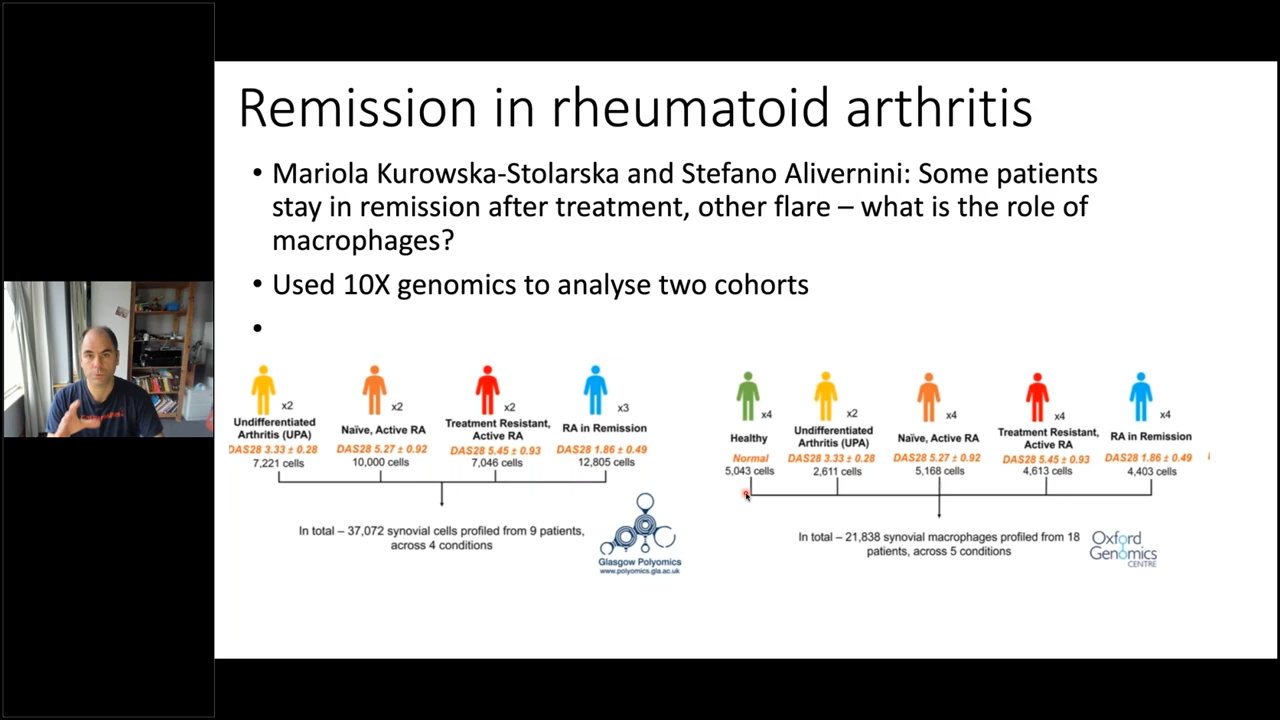 Remission in rheumatoid arthritis
• Mariola Kurowska-Stolarska and Stefano Alivernini: Some patients
stay in remission after treatment, other flare – what is the role of
macrophages?
• Used 10X genomics to analyse two cohorts
•
x2
Undifferentiated
Arthritis (UPA)
DAS28 3.33 ± 0.28
7,221 cells
x2
Naïve, Active RA
DAS28 5.27 ± 0.92
10,000 cells
x2
Treatment Resistant,
Active RA
DAS28 5.45 ± 0.93
7,046 cells
x3
RA in Remission
DAS28 1.86 ± 0.49
12,805 cells
In total – 37,072 synovial cells profiled from 9 patients,
across 4 conditions
Glasgow Polyomics
www.polyomics.gla.ac.uk
x4
Healthy
Normal
5,043 cells
x2
Undifferentiated
Arthritis (UPA)
DAS28 3.33 ± 0.28
2,611 cells
x4
Naïve, Active RA
DAS28 5.27 ± 0.92
5,168 cells
x4
Treatment Resistant,
Active RA
DAS28 5.45 ± 0.93
4,613 cells
x4
RA in Remission
DAS28 1.86 ± 0.49
4,403 cells
In total – 21,838 synovial macrophages profiled from 18
patients, across 5 conditions
Oxford
Genomics
CENTRE